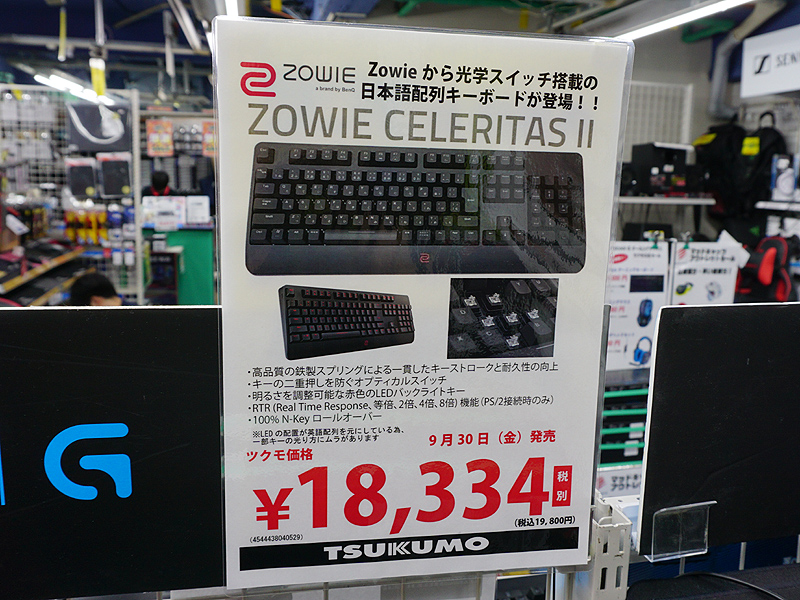 ZOWIE
a brand by BenQ
Zowie から光学スイッチ搭載の
日本語配列キーボードが登場！！
ZOWIE CELERITAS II
・高品質の鉄製スプリングによる一貫したキーストロークと耐久性の向上
・キーの二重押しを防ぐオプティカルスイッチ
・明るさを調整可能な赤色のLEDバックライトキー
・RTR (Real Time Response、等倍、2倍、4倍、8倍) 機能 (PS/2接続時のみ)
・100% N-Key ロールオーバー
※LEDの配置が英語配列を元にしている為、
一部キーの光り方にムラがあります
9月30日（金）発売
ツクモ価格
¥18,334 税別
(税込19,800円)
(4544438040529)
TSUKUMO
G